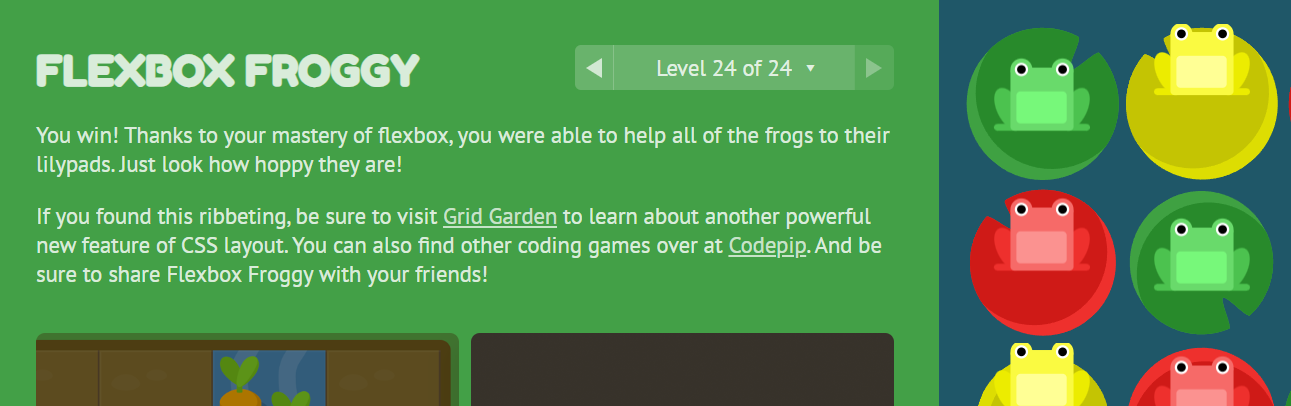 FLEXBOX FROGGY
Level 24 of 24
You win! Thanks to your mastery of flexbox, you were able to help all of the frogs to their
lilypads. Just look how hoppy they are!
If you found this ribbeting, be sure to visit Grid Garden to learn about another powerful
new feature of CSS layout. You can also find other coding games over at Codepip. And be
sure to share Flexbox Froggy with your friends!